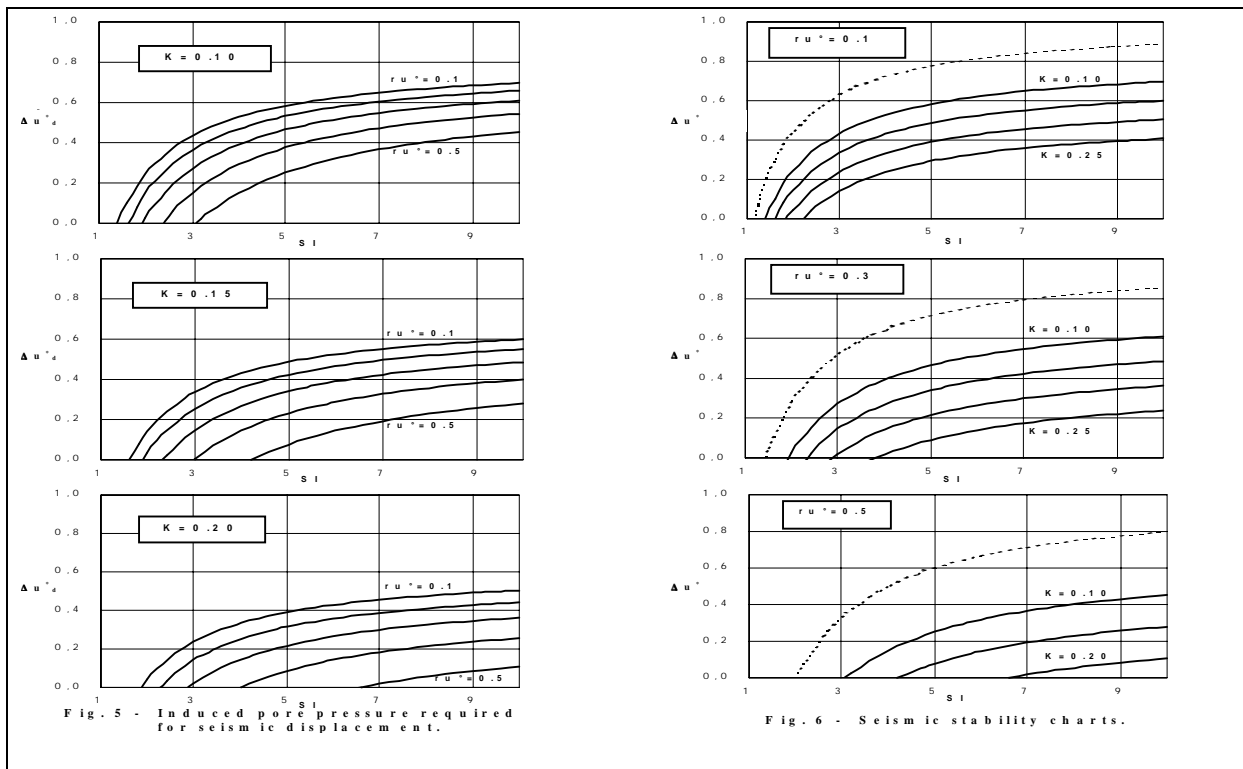 1,0
K = 0.10
0,8
ru°= 0.1
0,6
Δu°d
0,4
ru°= 0.5
0,2
0,0
1 3 5 7 9
SI
1,0
K = 0.15
0,8
ru°= 0.1
0,6
Δu°d
0,4
ru°= 0.5
0,2
0,0
1 3 5 7 9
SI
1,0
K = 0.20
0,8
0,6
ru°= 0.1
Δu°d
0,4
0,2
ru°= 0.5
0,0
1 3 5 7 9
SI
Fig.5 - Induced pore pressure required
for seismic displacement.
1,0
ru°= 0.1
0,8
K = 0.10
0,6
Δu°
0,4
K = 0.25
0,2
0,0
1 3 5 7 9
SI
1,0
ru°= 0.3
0,8
K = 0.10
0,6
Δu°
0,4
0,2
K = 0.25
0,0
1 3 5 7 9
SI
1,0
ru°= 0.5
0,8
0,6
Δu°
K = 0.10
0,4
0,2
K = 0.20
0,0
1 3 5 7 9
SI
Fig.6 - Seismic stability charts.